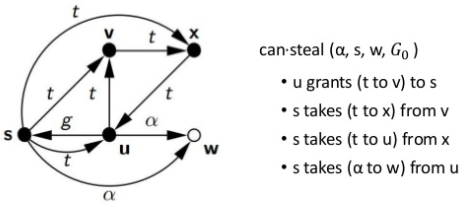 t
v
t
x
can·steal (α, s, w, G₀ )
t
t
t
• u grants (t to v) to s
g
α
s
u
w
t
• s takes (t to x) from v
• s takes (t to u) from x
α
• s takes (α to w) from u